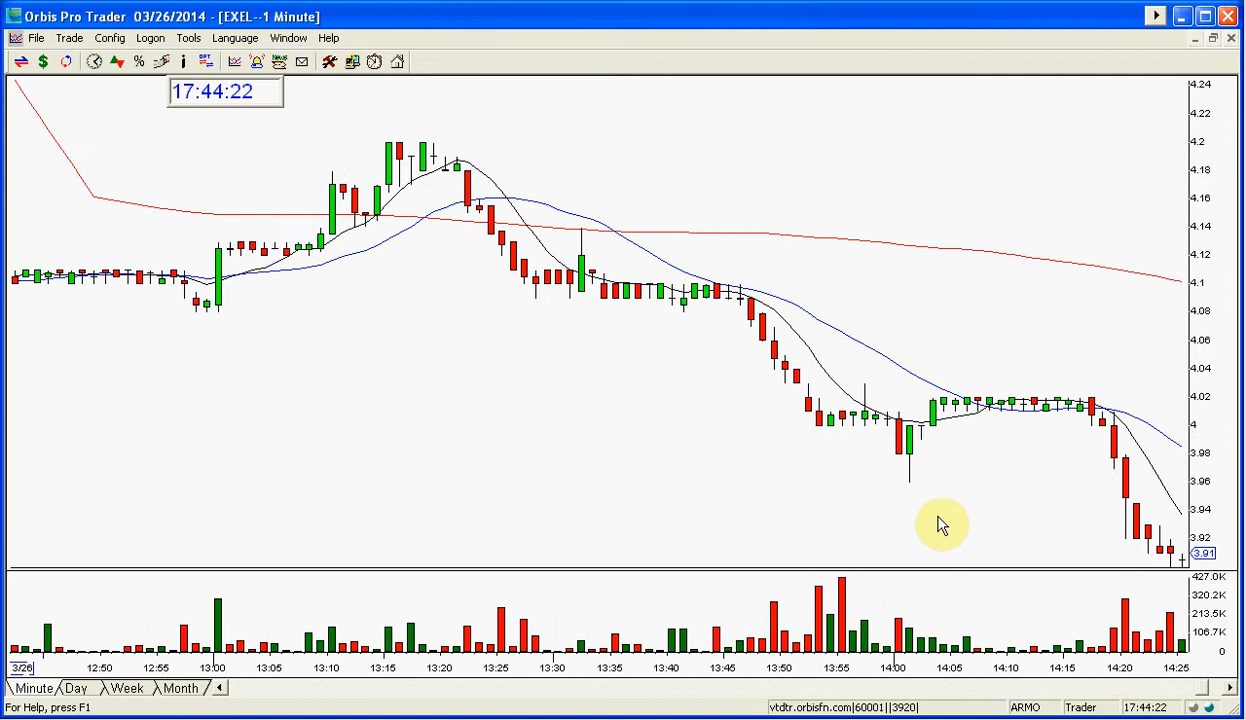 Orbis Pro Trader 03/26/2014 - [EXEL--1 Minute]
File Trade Config Logon Tools Language Window Help
17:44:22
4.24
4.22
4.2
4.18
4.16
4.14
4.12
4.1
4.08
4.06
4.04
4.02
4
3.98
3.96
3.94
3.92
3.91
427.0K
320.2K
213.5K
106.7K
0
3/26 12:50 12:55 13:00 13:05 13:10 13:15 13:20 13:25 13:30 13:35 13:40 13:45 13:50 13:55 14:00 14:05 14:10 14:15 14:20 14:25
Minute Day Week Month
For Help, press F1 vtdtr.orbisfn.com|60001||3920| ARMO Trader 17:44:22